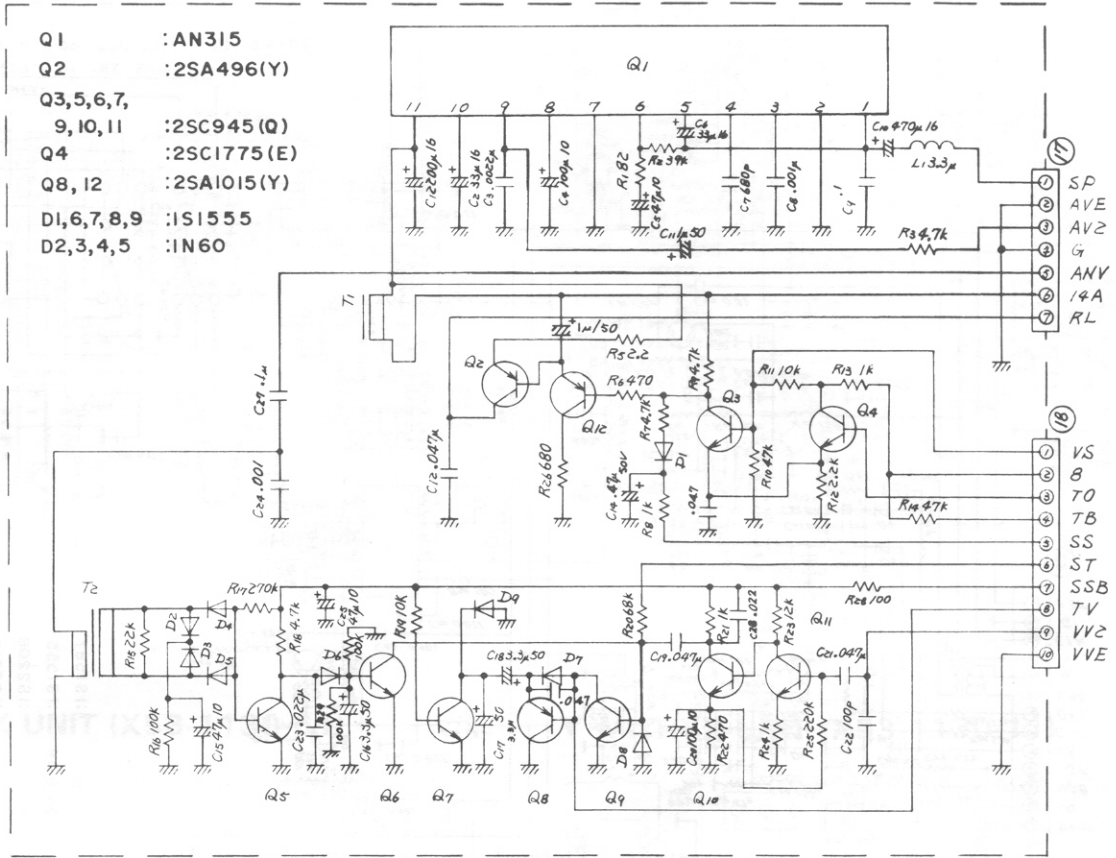 Q1 :AN315
Q2 :2SA496(Y)
Q3,5,6,7,
9,10,11 :2SC945(Q)
Q4 :2SC1775(E)
Q8,12 :2SA1015(Y)
D1,6,7,8,9 :1S1555
D2,3,4,5 :1N60
Q1
11 10 9 8 7 6 5 4 3 2 1
C1 2200µ16
C2 33µ16
C3 .0022µ
C4 100µ10
R1 82
C5 47µ10
R2 39k
C6 33µ16
C7 680p
C8 .001µ
C9 .1
C10 470µ16
L1 3.3µ
C11 1µ50
R3 4.7k
17
1 SP
2 AVE
3 AV2
4 G
5 ANV
6 14A
7 RL
T1
1µ/50
R5 2.2
Q2
R6 470
Q12
R26 680
C12 .047µ
C27 .1µ
C24 .001
4.7k
R7 4.7k
D1
C14 .47µ50V
R8 1k
Q3
.047
R10 47k
R11 10k
R13 1k
Q4
R12 2.2k
R14 47k
18
1 VS
2 B
3 TO
4 TB
5 SS
6 ST
7 SSB
8 TV
9 VV2
10 VVE
T2
R15 22k
D2
D3
D4
D5
R16 100k
C15 47µ10
R17 270k
R18 4.7k
C23 .022µ
Q5
C25 47µ10
D6
100k
100k
C16 3.3µ50
Q6
R19 10k
Q7
D9
C17 3.3µ 50
C18 3.3µ50
D7
.047
Q8
Q9
D8
R20 68k
C19 .047µ
R21 1k
C28 .022
C20 100µ10
R22 470
Q10
R23 12k
Q11
R24 1k
R25 220k
C21 .047µ
C22 100p
R28 100